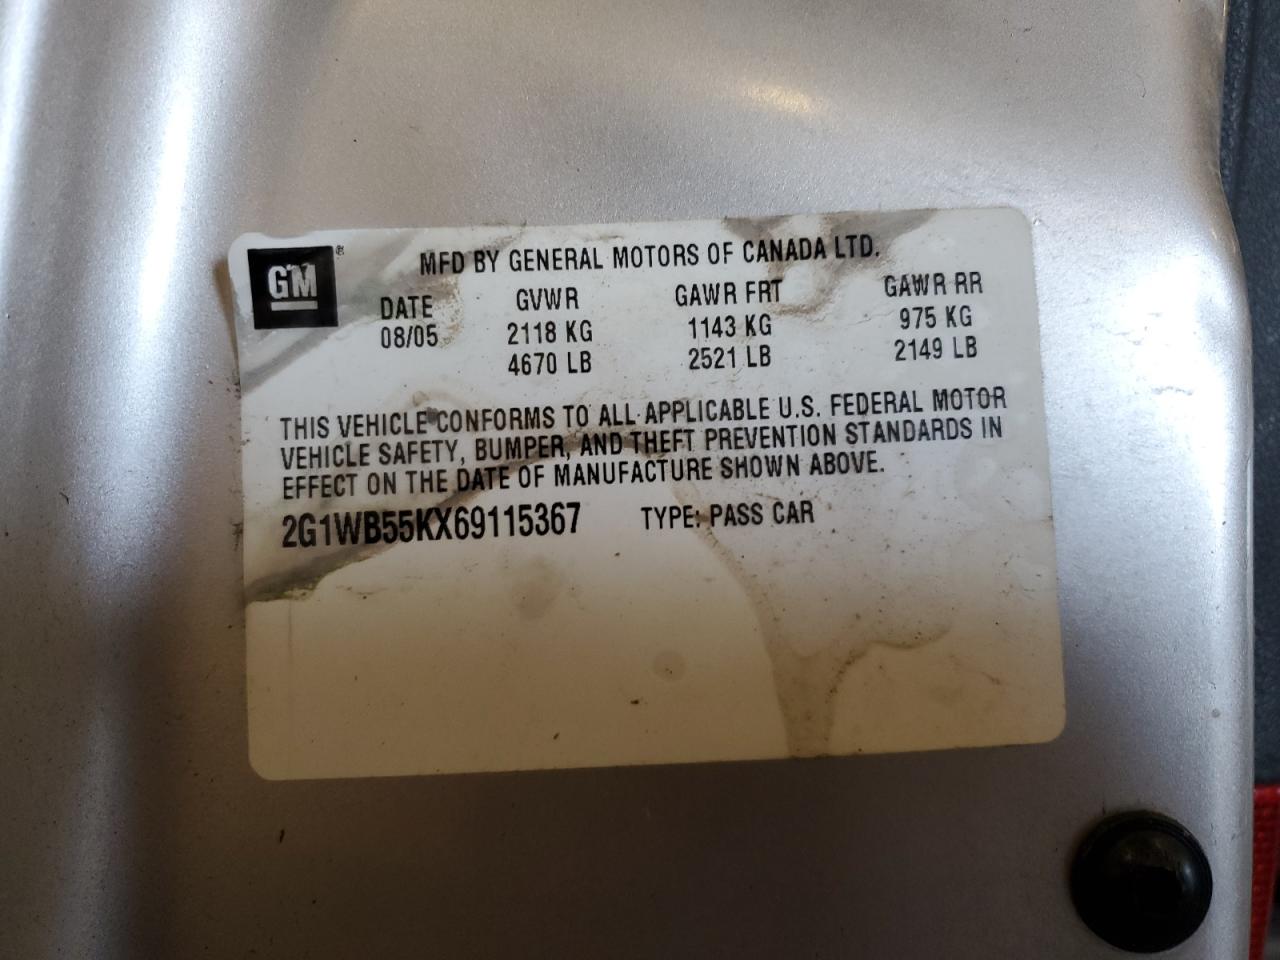 GM ®
MFD BY GENERAL MOTORS OF CANADA LTD.
DATE GVWR GAWR FRT GAWR RR
08/05 2118 KG 1143 KG 975 KG
4670 LB 2521 LB 2149 LB
THIS VEHICLE CONFORMS TO ALL APPLICABLE U.S. FEDERAL MOTOR
VEHICLE SAFETY, BUMPER, AND THEFT PREVENTION STANDARDS IN
EFFECT ON THE DATE OF MANUFACTURE SHOWN ABOVE.
2G1WB55KX69115367 TYPE: PASS CAR